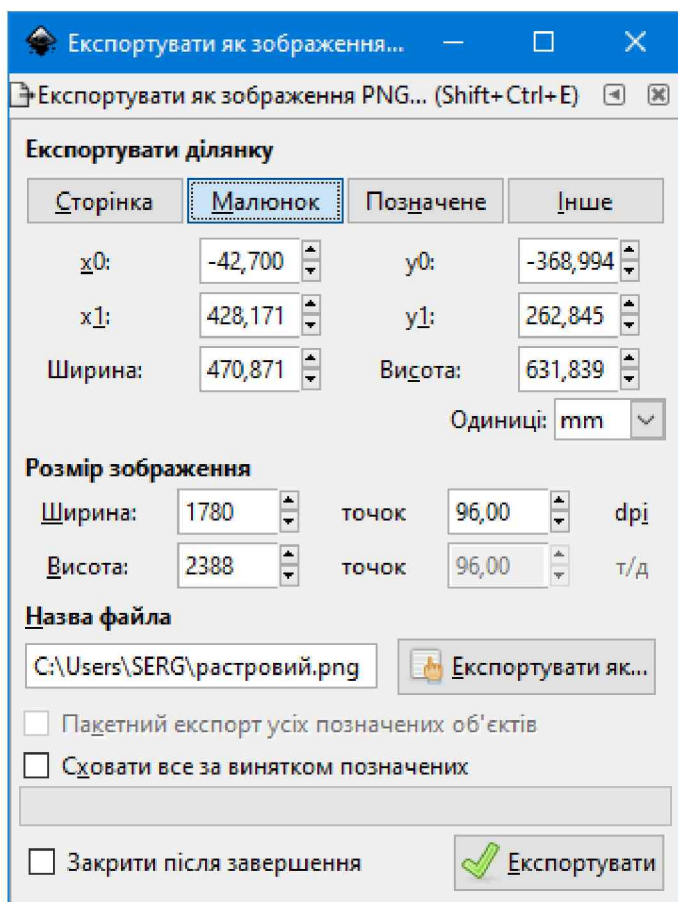 Експортувати як зображення...
Експортувати як зображення PNG... (Shift+Ctrl+E)
Експортувати ділянку
Сторінка Малюнок Позначене Інше
x0: -42,700 y0: -368,994
x1: 428,171 y1: 262,845
Ширина: 470,871 Висота: 631,839
Одиниці: mm
Розмір зображення
Ширина: 1780 точок 96,00 dpi
Висота: 2388 точок 96,00 т/д
Назва файла
C:\Users\SERG\растровий.png Експортувати як...
Пакетний експорт усіх позначених об'єктів
Сховати все за винятком позначених
Закрити після завершення Експортувати